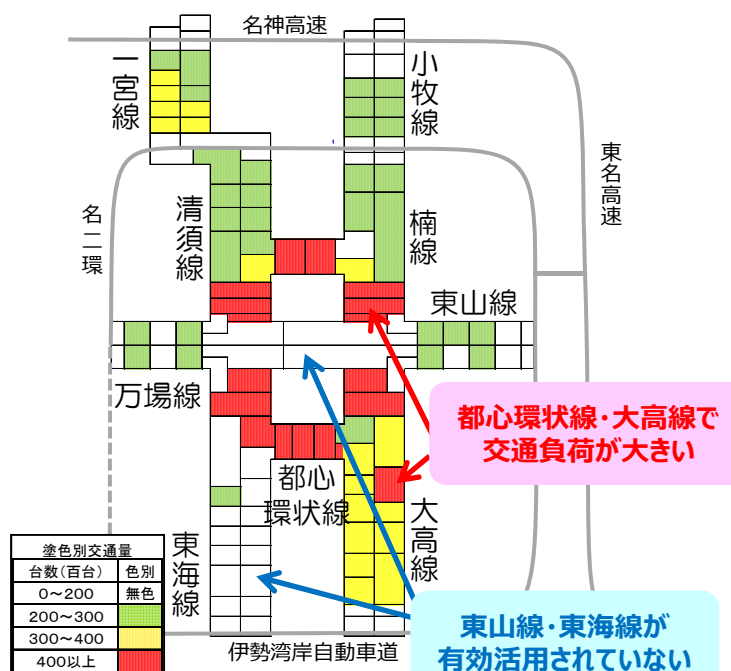 名神高速
一宮線
小牧線
東名高速
名二環
清須線
楠線
東山線
万場線
都心環状線・大高線で
交通負荷が大きい
都心
環状線
大高線
東海線
塗色別交通量
台数(百台) 色別
0～200 無色
200～300
300～400
400以上
伊勢湾岸自動車道
東山線・東海線が
有効活用されていない